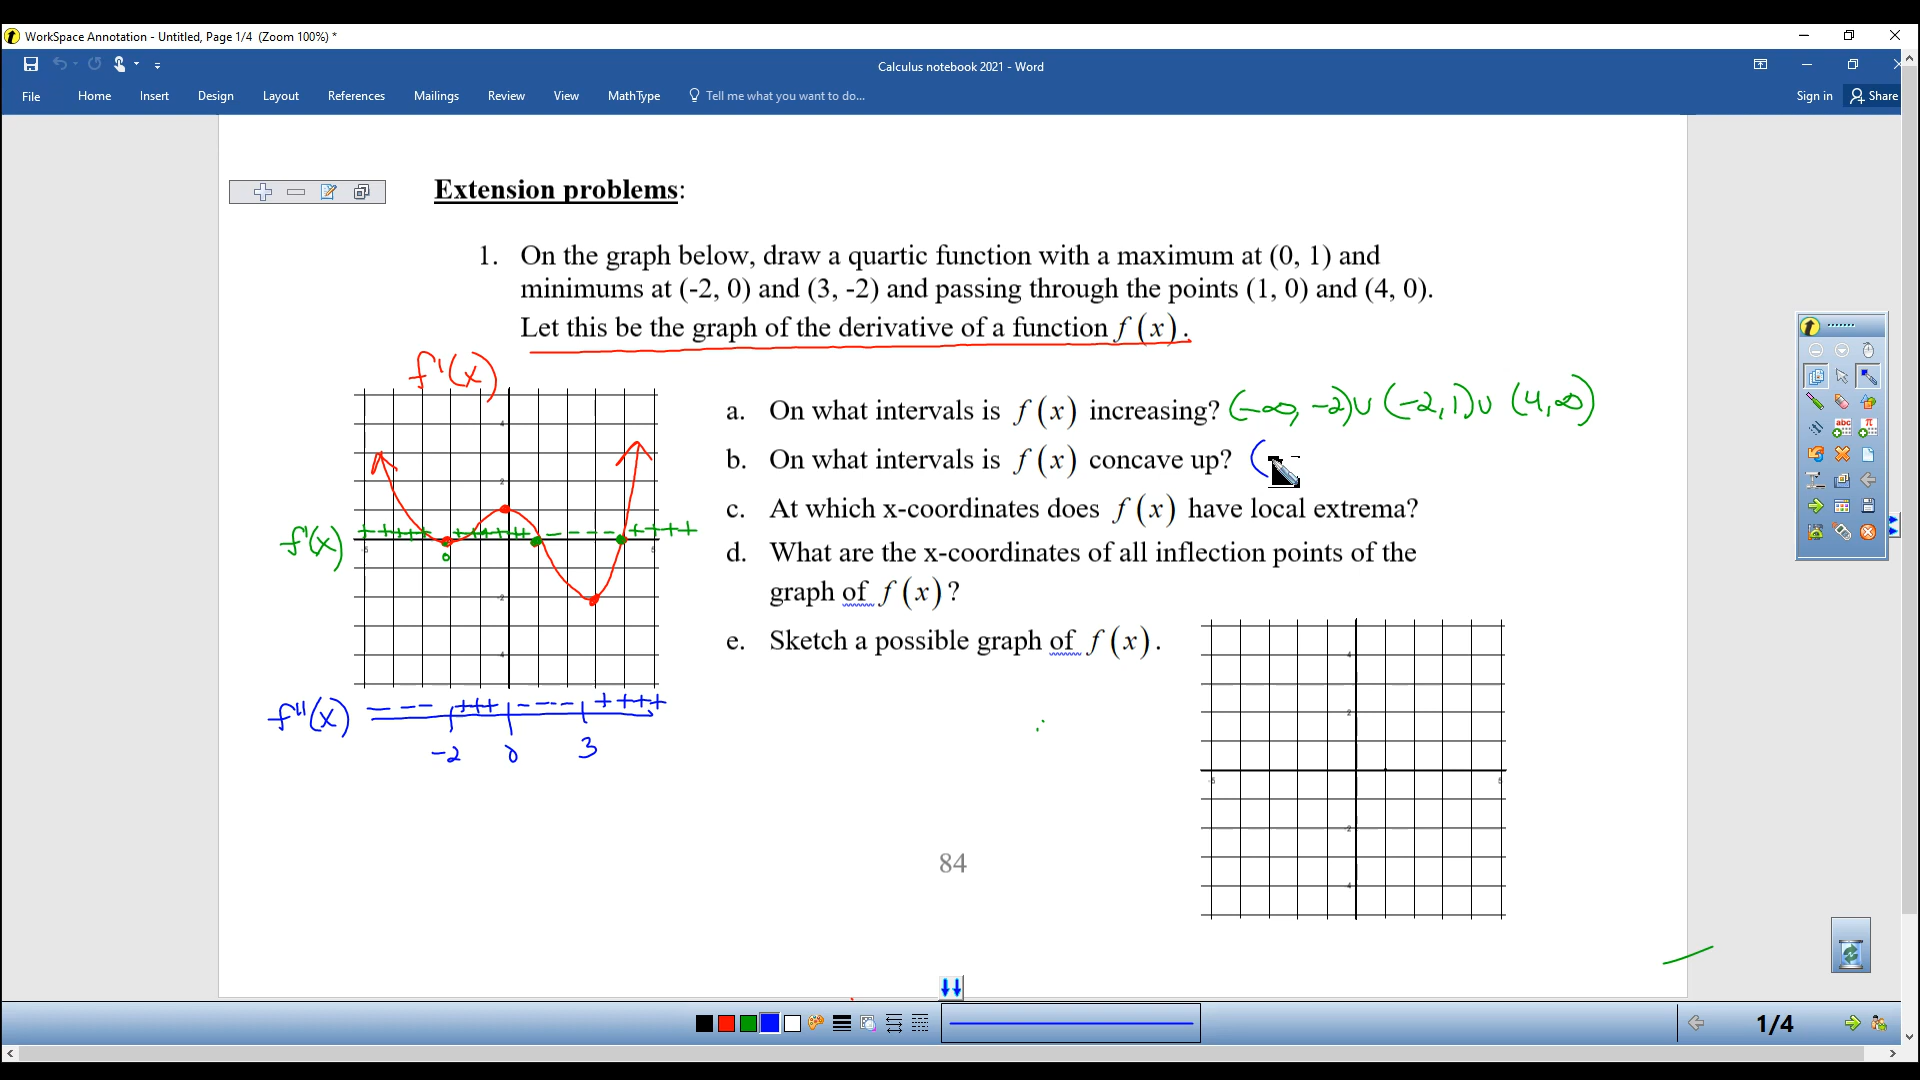 WorkSpace Annotation - Untitled, Page 1/4 (Zoom 100%) *
Calculus notebook 2021 - Word
File Home Insert Design Layout References Mailings Review View MathType Tell me what you want to do... Sign in Share
Extension problems:
1. On the graph below, draw a quartic function with a maximum at (0, 1) and
minimums at (-2, 0) and (3, -2) and passing through the points (1, 0) and (4, 0).
Let this be the graph of the derivative of a function f(x).
f'(x)
a. On what intervals is f(x) increasing? (-∞, -2)∪(-2,1)∪ (4,∞)
b. On what intervals is f(x) concave up? (
c. At which x-coordinates does f(x) have local extrema?
f'(x) ++++ +++++++ ---- ++++
0
d. What are the x-coordinates of all inflection points of the
graph of f(x)?
e. Sketch a possible graph of f(x).
f''(x) --- +++ ---- ++++
-2 0 3
84
1/4